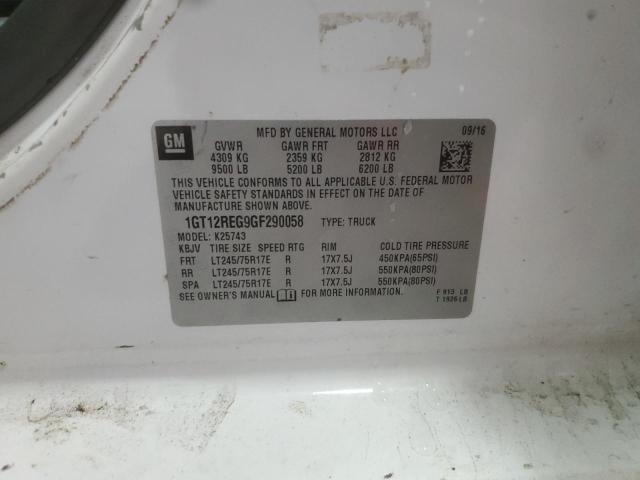 GM
MFD BY GENERAL MOTORS LLC 09/16
GVWR GAWR FRT GAWR RR
4309 KG 2359 KG 2812 KG
9500 LB 5200 LB 6200 LB
THIS VEHICLE CONFORMS TO ALL APPLICABLE U.S. FEDERAL MOTOR
VEHICLE SAFETY STANDARDS IN EFFECT ON THE DATE OF
MANUFACTURE SHOWN ABOVE.
1GT12REG9GF290058 TYPE: TRUCK
MODEL: K25743
KBJV TIRE SIZE SPEED RTG RIM COLD TIRE PRESSURE
FRT LT245/75R17E R 17X7.5J 450KPA(65PSI)
RR LT245/75R17E R 17X7.5J 550KPA(80PSI)
SPA LT245/75R17E R 17X7.5J 550KPA(80PSI)
SEE OWNER'S MANUAL FOR MORE INFORMATION.
F 913 LB
T 1926 LB